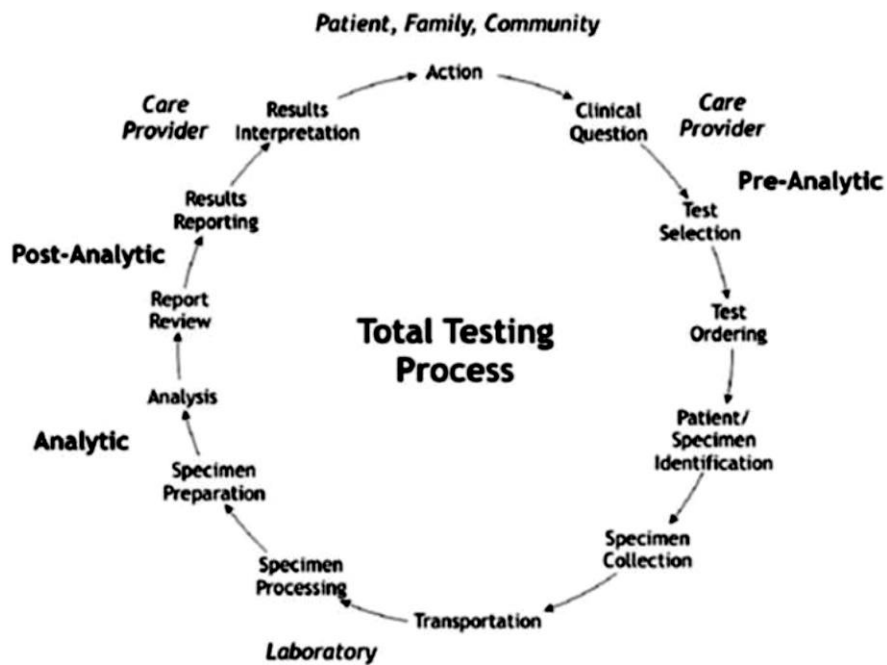 Patient, Family, Community
Action
Care
Provider
Results
Interpretation
Clinical
Question
Care
Provider
Pre-Analytic
Results
Reporting
Test
Selection
Post-Analytic
Report
Review
Total Testing
Process
Test
Ordering
Analysis
Analytic
Patient/
Specimen
Identification
Specimen
Preparation
Specimen
Collection
Specimen
Processing
Transportation
Laboratory